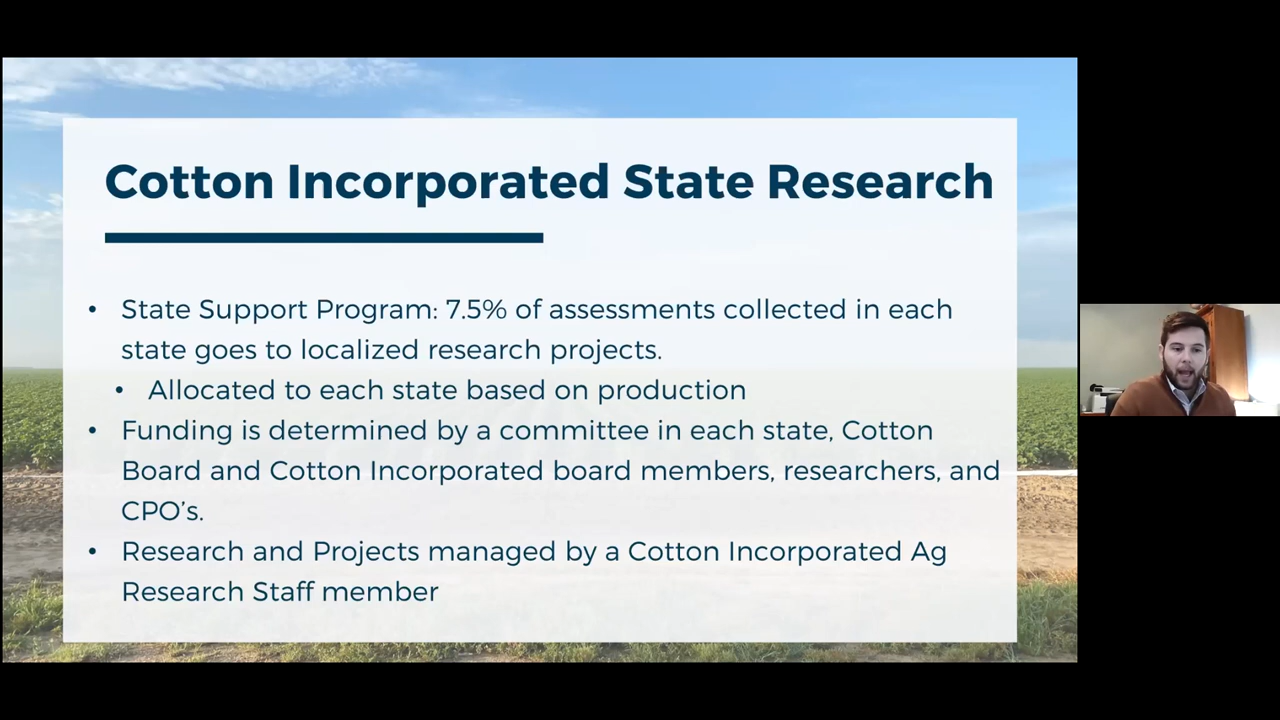 Cotton Incorporated State Research
• State Support Program: 7.5% of assessments collected in each
state goes to localized research projects.
• Allocated to each state based on production
• Funding is determined by a committee in each state, Cotton
Board and Cotton Incorporated board members, researchers, and
CPO’s.
• Research and Projects managed by a Cotton Incorporated Ag
Research Staff member